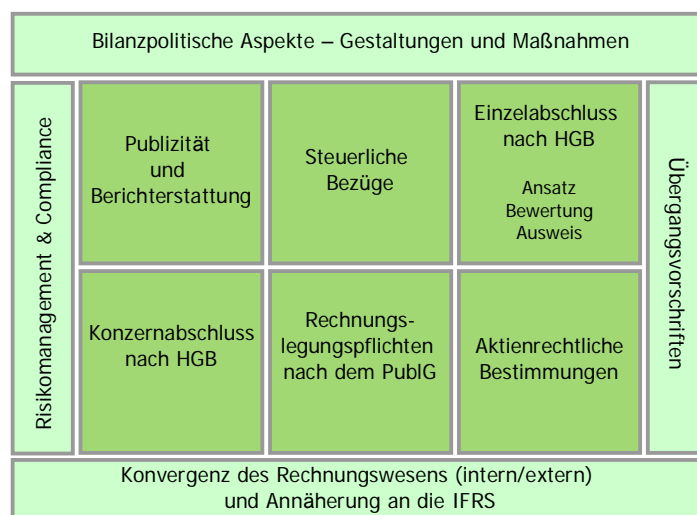 Bilanzpolitische Aspekte – Gestaltungen und Maßnahmen
Risikomanagement & Compliance
Publizität
und
Berichterstattung
Steuerliche
Bezüge
Einzelabschluss
nach HGB
Ansatz
Bewertung
Ausweis
Übergangsvorschriften
Konzernabschluss
nach HGB
Rechnungs-
legungspflichten
nach dem PublG
Aktienrechtliche
Bestimmungen
Konvergenz des Rechnungswesens (intern/extern)
und Annäherung an die IFRS